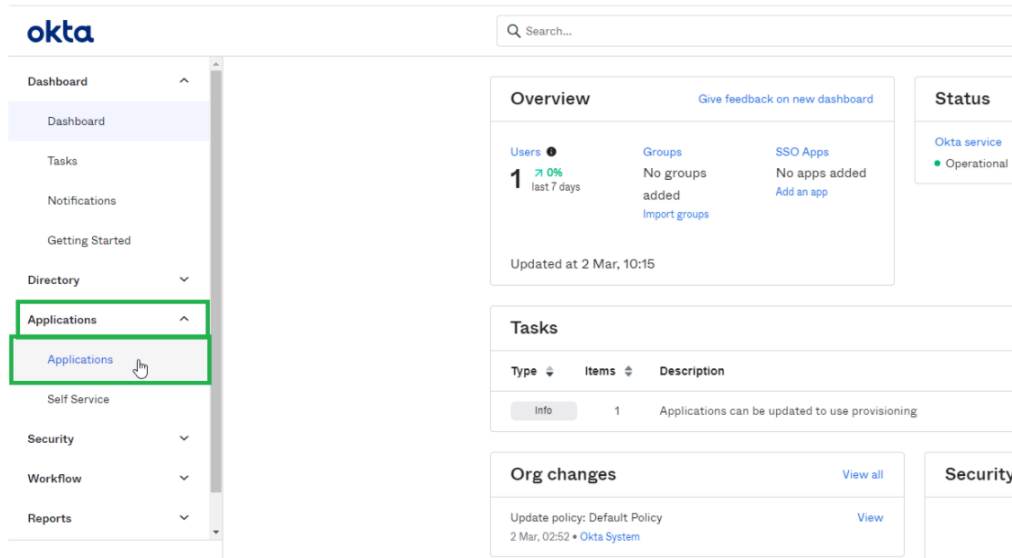 okta
Search...
Dashboard
Dashboard
Tasks
Notifications
Getting Started
Directory
Applications
Applications
Self Service
Security
Workflow
Reports
Overview
Give feedback on new dashboard
Users
1
0%
last 7 days
Groups
No groups
added
Import groups
SSO Apps
No apps added
Add an app
Updated at 2 Mar, 10:15
Status
Okta service
Operational
Tasks
Type Items Description
Info 1 Applications can be updated to use provisioning
Org changes
View all
Update policy: Default Policy
View
2 Mar, 02:52 • Okta System
Security